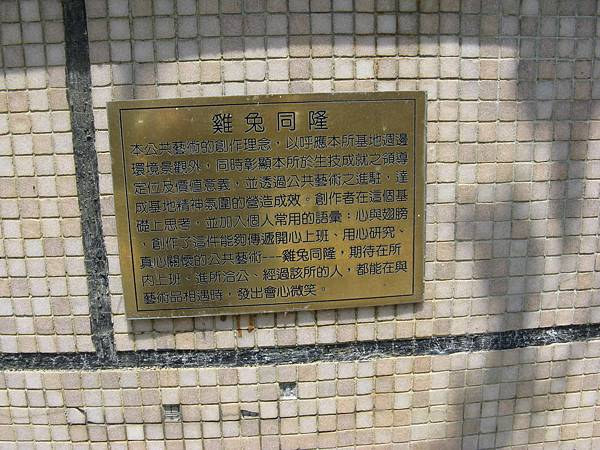 雞兔同隆
本公共藝術的創作理念，以呼應本所基地週邊
環境景觀外，同時彰顯本所於生技成就之領導
定位及價值意義，並透過公共藝術之進駐，達
成基地精神氛圍的營造成效。創作者在這個基
礎上思考，並加入個人常用的語彙：心與翅膀
，創作了這件能夠傳遞開心上班、用心研究、
真心關懷的公共藝術---雞兔同隆，期待在所
內上班、進所洽公、經過該所的人，都能在與
藝術品相遇時，發出會心微笑。